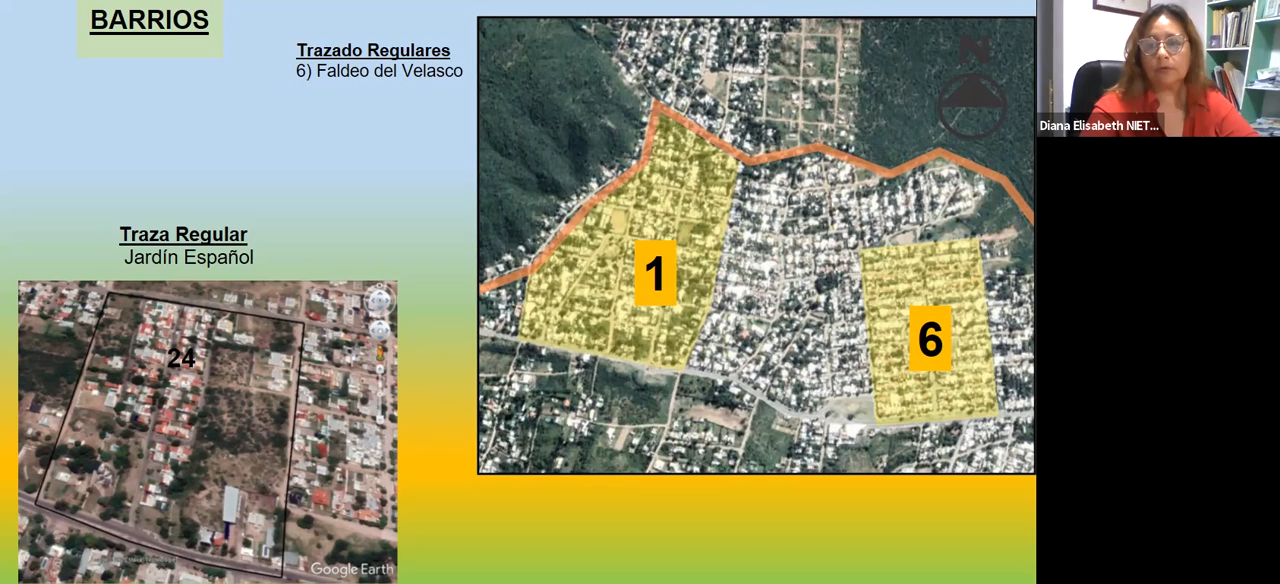 BARRIOS
Trazado Regulares
6) Faldeo del Velasco
Traza Regular
Jardín Español
24
Google Earth
N
1
6
Diana Elisabeth NIET...